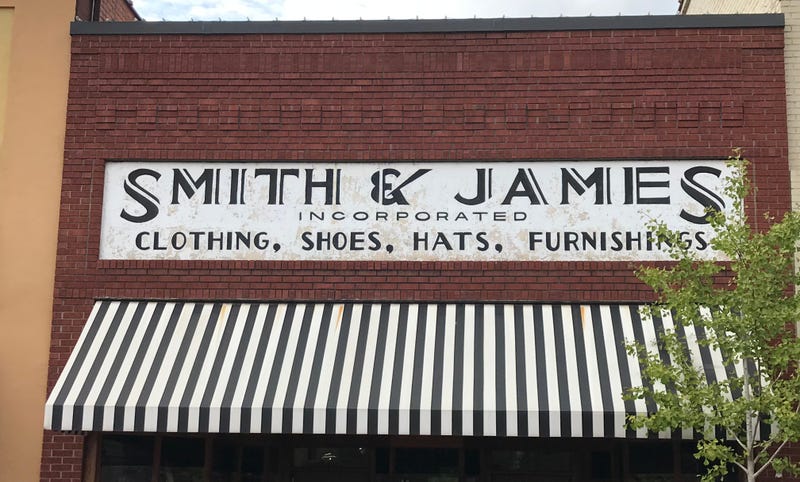 SMITH & JAMES
INCORPORATED
CLOTHING, SHOES, HATS, FURNISHINGS